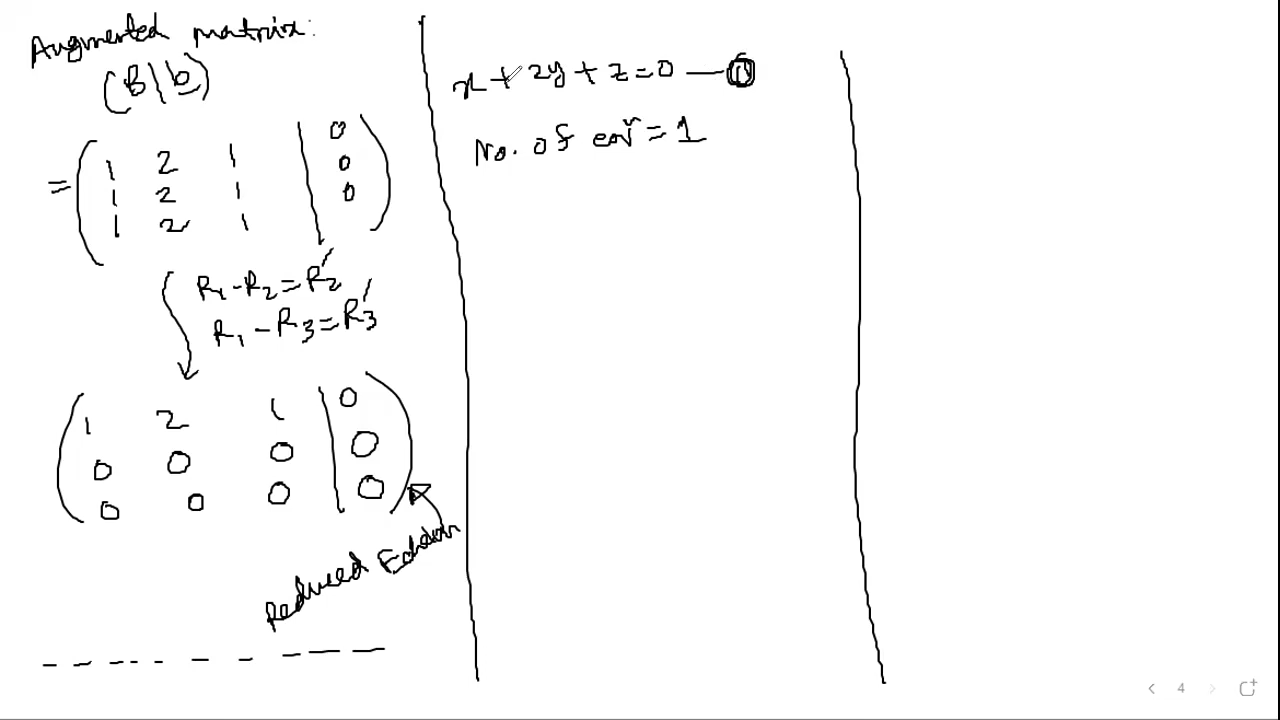 Augmented matrix:
(B|b)
= ( 1 2 1 | 0
1 2 1 | 0
1 2 1 | 0 )
R₁-R₂=R₂′
R₁-R₃=R₃′
( 1 2 1 | 0
0 0 0 | 0
0 0 0 | 0 )
Reduced
x+2y+z=0 — ①
No. of = 1
4